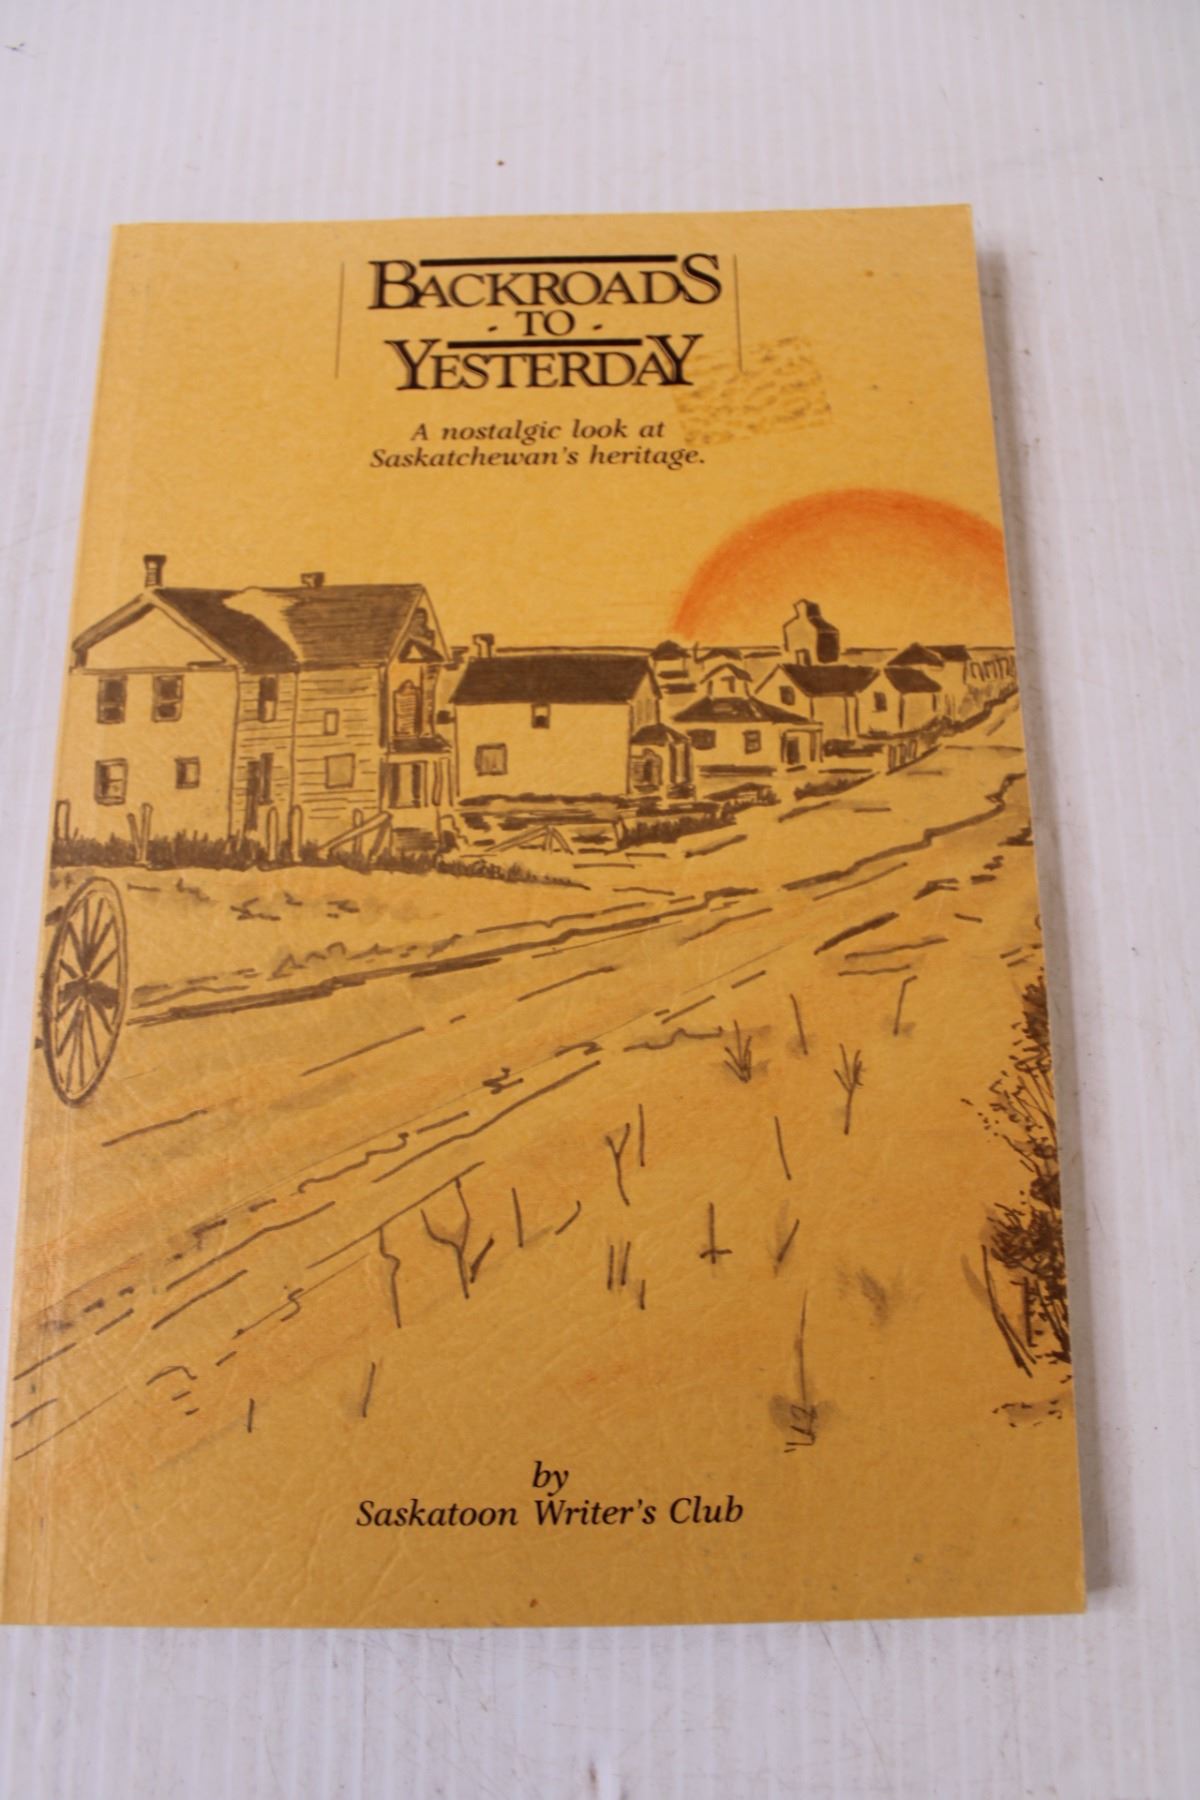 BACKROADS
· TO ·
YESTERDAY
A nostalgic look at
Saskatchewan's heritage.
by
Saskatoon Writer's Club